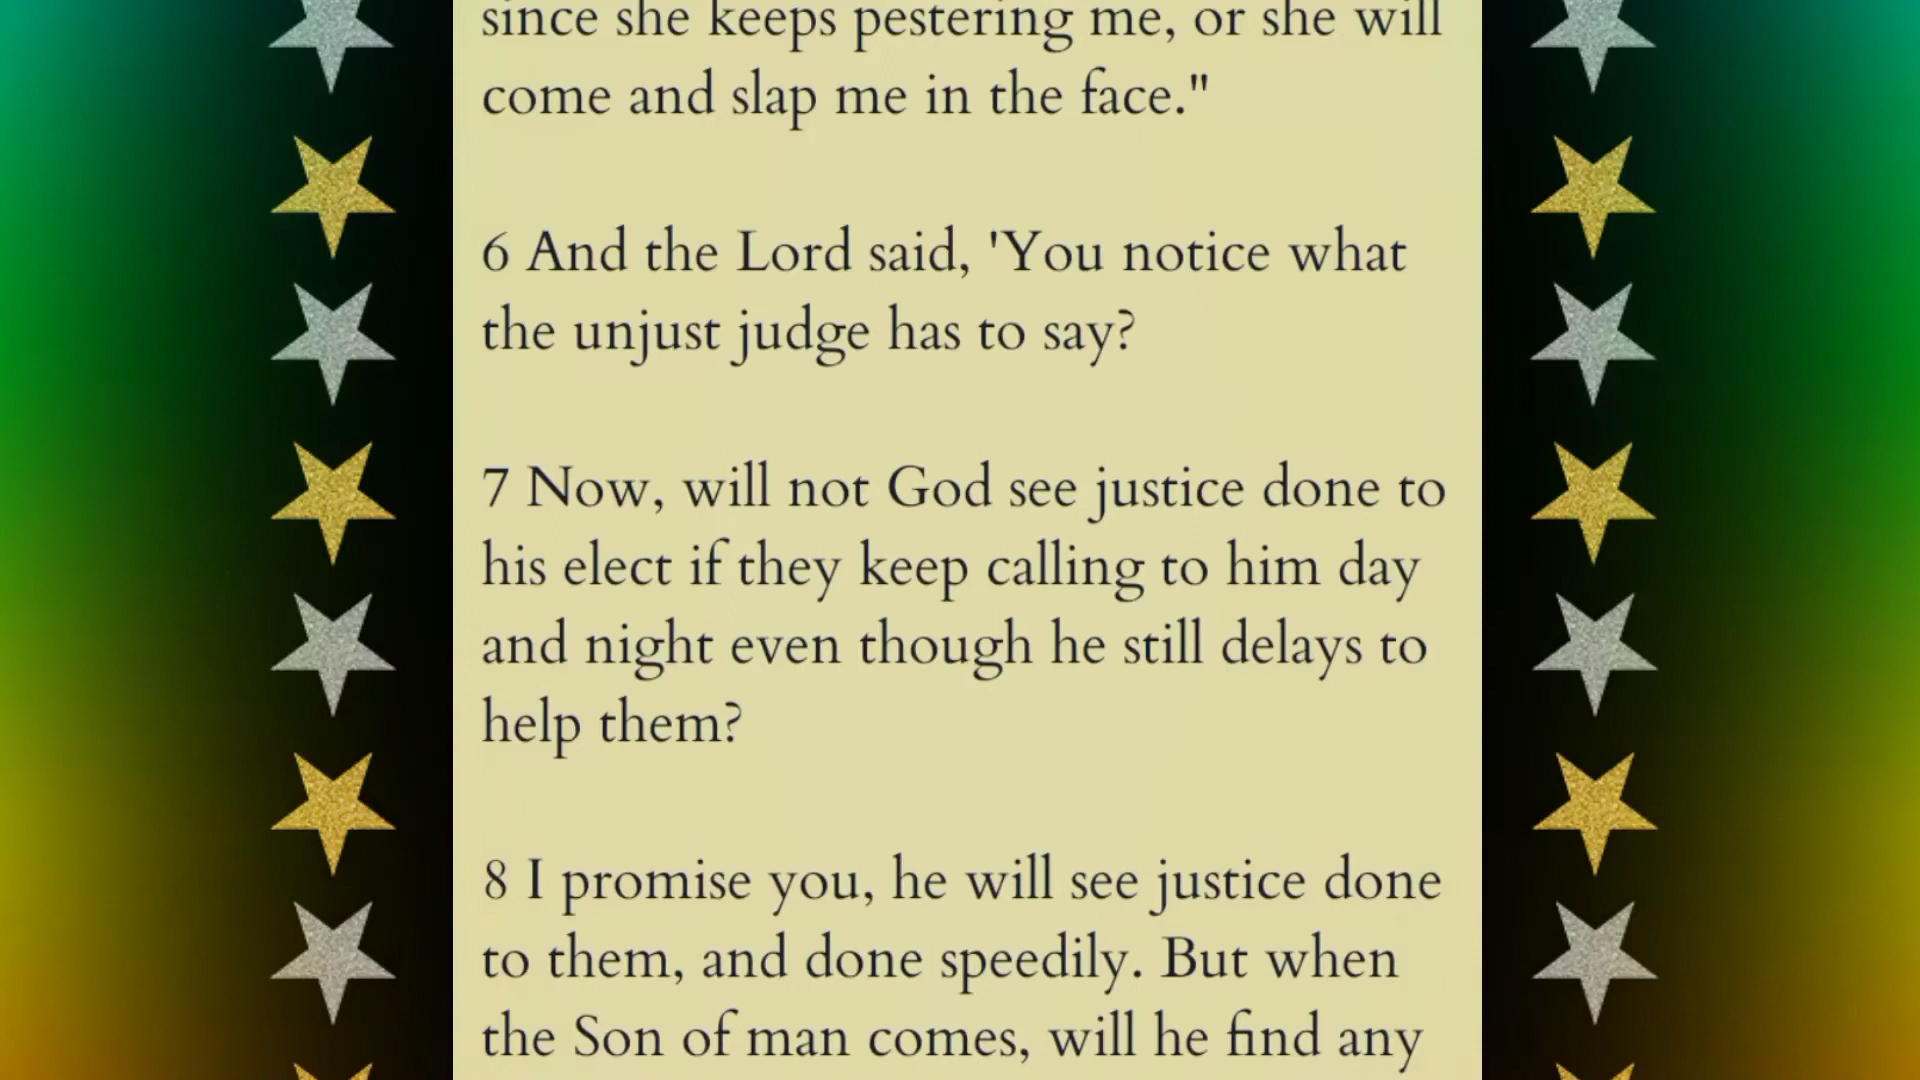 since she keeps pestering me, or she will
come and slap me in the face."
6 And the Lord said, 'You notice what
the unjust judge has to say?
7 Now, will not God see justice done to
his elect if they keep calling to him day
and night even though he still delays to
help them?
8 I promise you, he will see justice done
to them, and done speedily. But when
the Son of man comes, will he find any